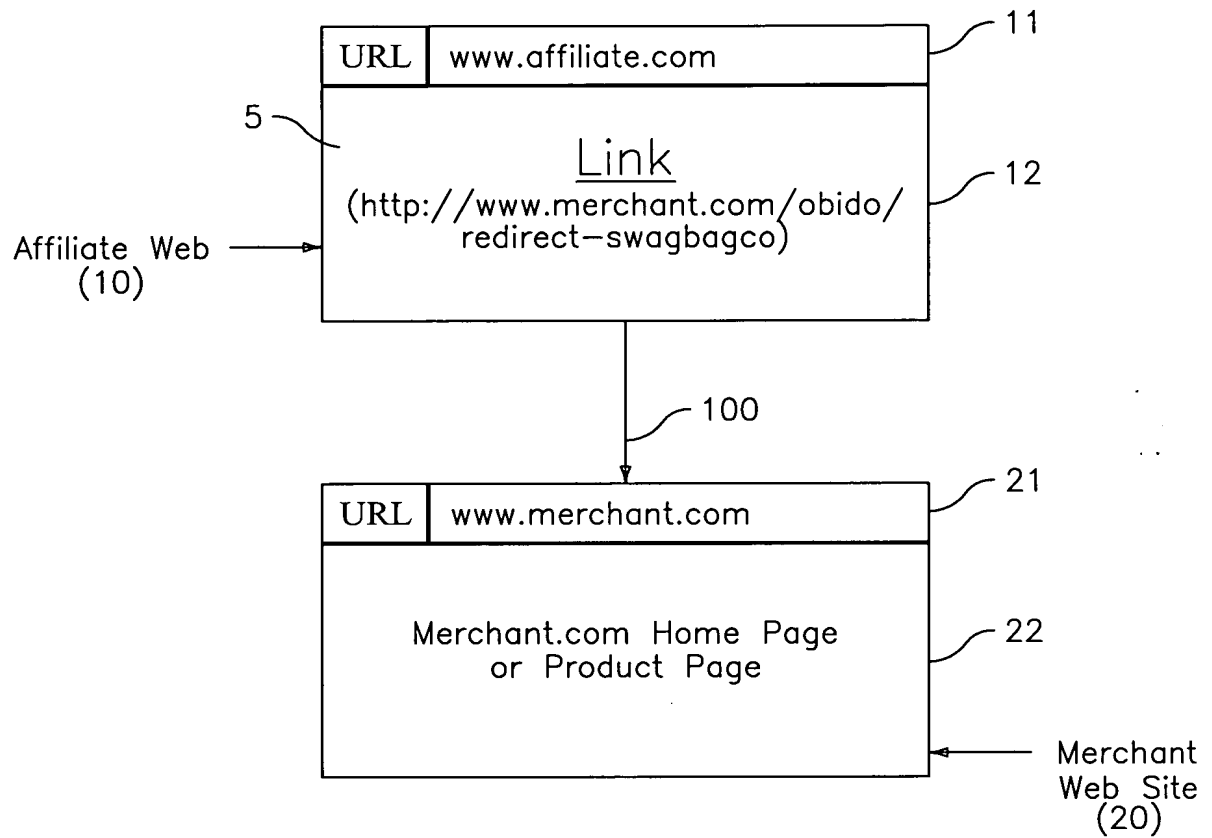 11
URL www.affiliate.com
5
Link
(http://www.merchant.com/obido/
redirect-swagbagco)
12
Affiliate Web
(10)
100
21
URL www.merchant.com
Merchant.com Home Page
or Product Page
22
Merchant
Web Site
(20)